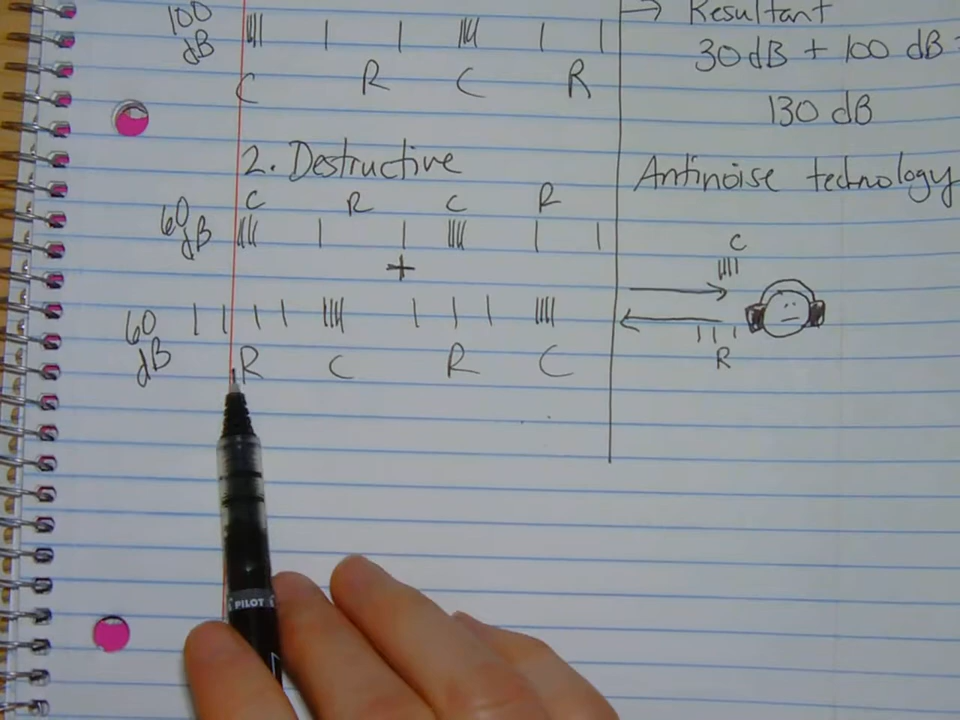 100 dB
C R C R
2. Destructive
C R C R
60 dB
+
60 dB
R C R C
Resultant
30 dB + 100 dB =
130 dB
Antinoise technology
C
R
PILOT